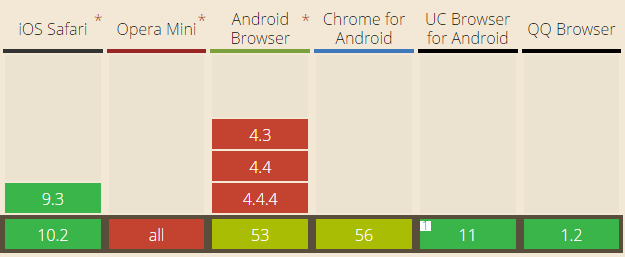 iOS Safari *
Opera Mini *
Android Browser *
Chrome for Android
UC Browser for Android
QQ Browser
4.3
4.4
9.3
4.4.4
10.2
all
53
56
1
11
1.2